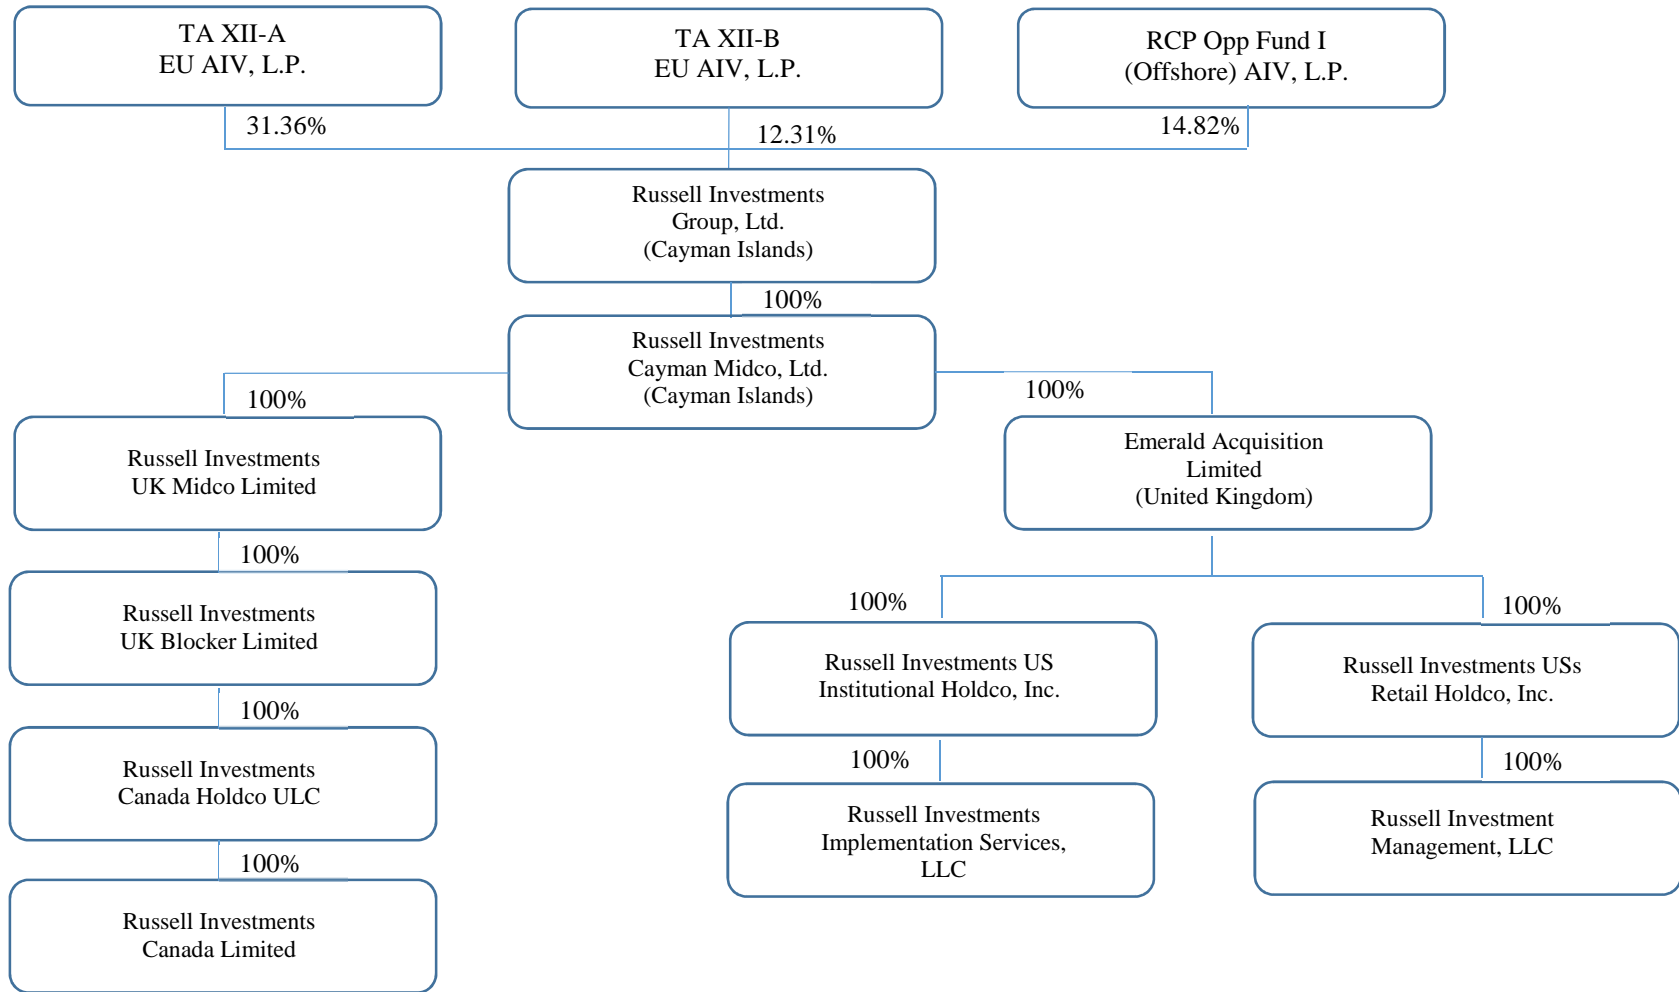 TA XII-A
EU AIV, L.P.
TA XII-B
EU AIV, L.P.
RCP Opp Fund I
(Offshore) AIV, L.P.
31.36%
12.31%
14.82%
Russell Investments
Group, Ltd.
(Cayman Islands)
100%
Russell Investments
Cayman Midco, Ltd.
(Cayman Islands)
100%
100%
Russell Investments
UK Midco Limited
Emerald Acquisition
Limited
(United Kingdom)
100%
Russell Investments
UK Blocker Limited
100%
100%
Russell Investments US
Institutional Holdco, Inc.
Russell Investments USs
Retail Holdco, Inc.
100%
Russell Investments
Canada Holdco ULC
100%
100%
Russell Investments
Implementation Services,
LLC
Russell Investment
Management, LLC
100%
Russell Investments
Canada Limited